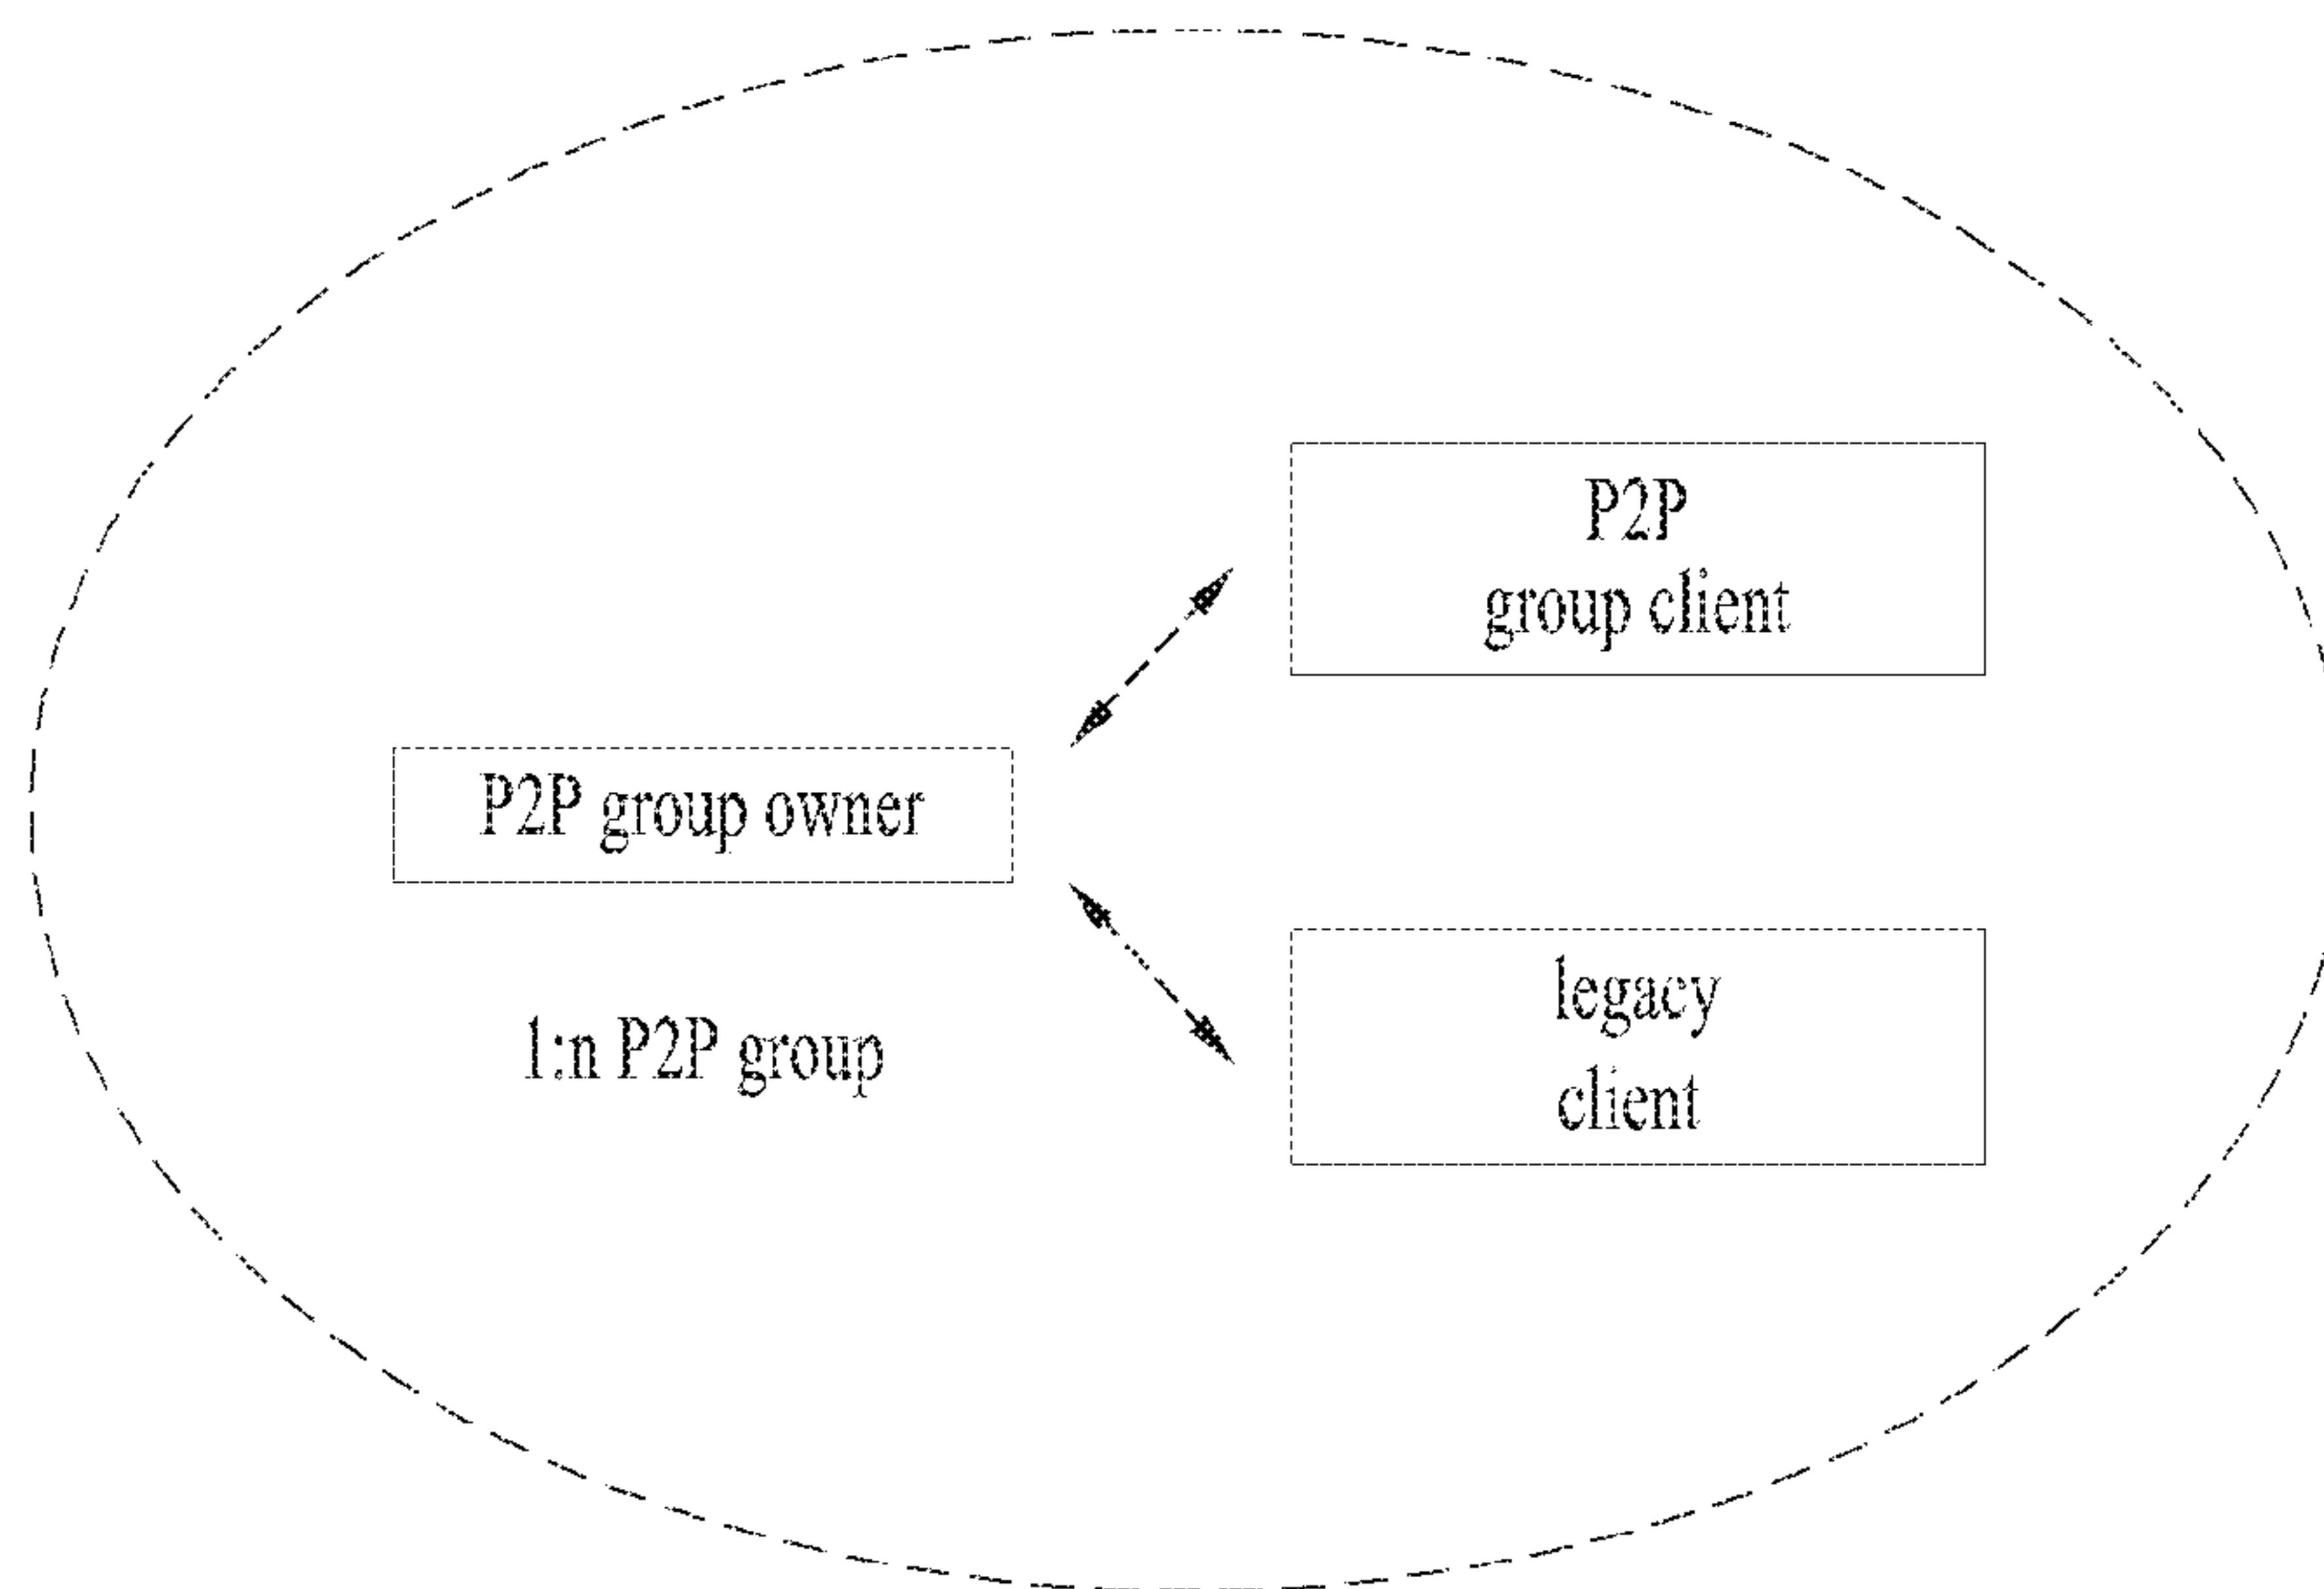 P2P
group client
P2P group owner
1:n P2P group
legacy
client